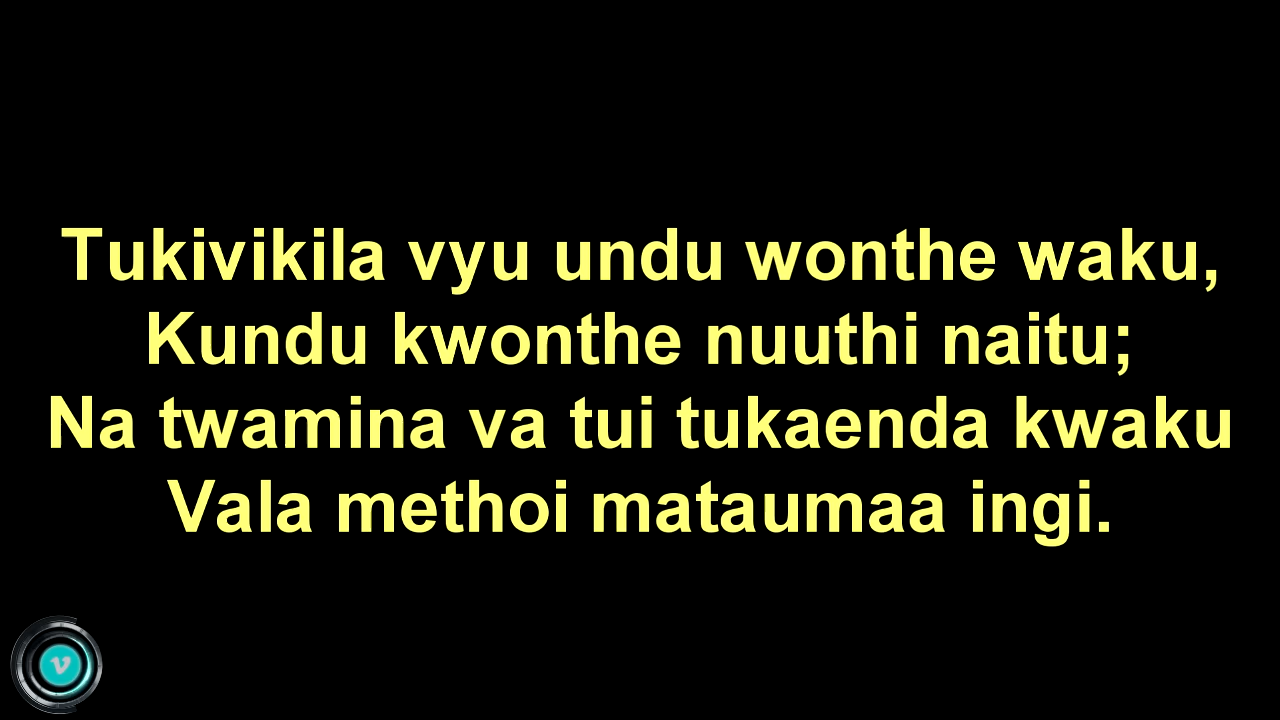 Tukivikila vyu undu wonthe waku,
Kundu kwonthe nuuthi naitu;
Na twamina va tui tukaenda kwaku
Vala methoi mataumaa ingi.